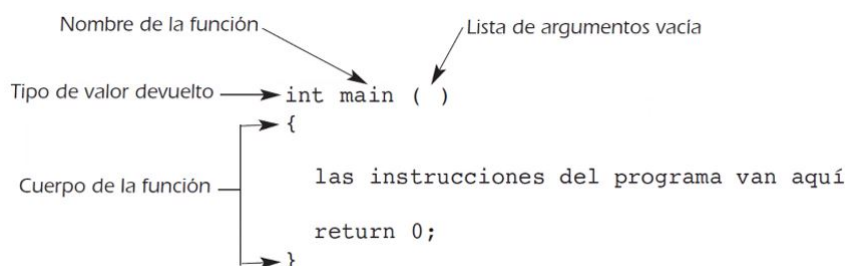 Nombre de la función
Lista de argumentos vacía
Tipo de valor devuelto
int main ( )
{
Cuerpo de la función
las instrucciones del programa van aquí
return 0;
}